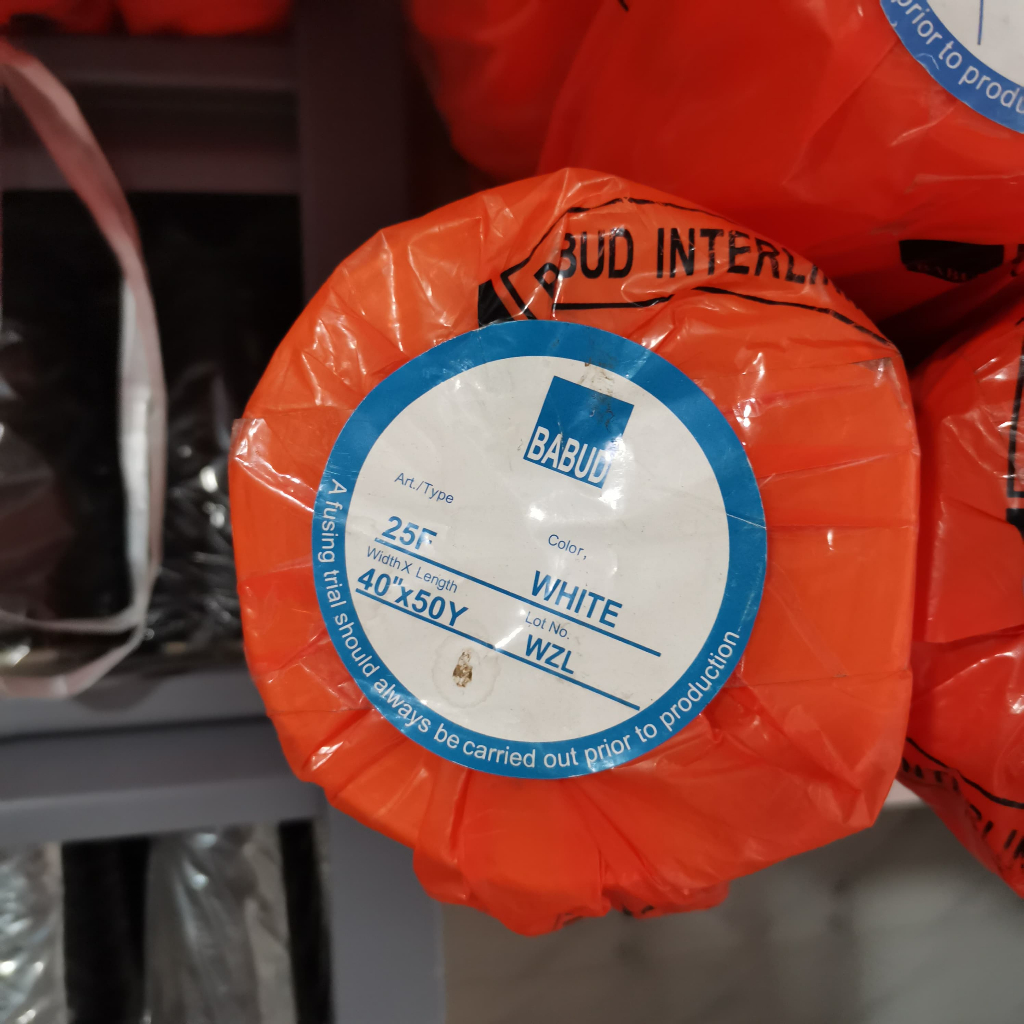 BUD INTERLI
BABUD
Art./Type
25F
Color,
WHITE
Width X Length
40"x50Y
Lot No.
WZL
A fusing trial should always be carried out prior to production
prior to produ